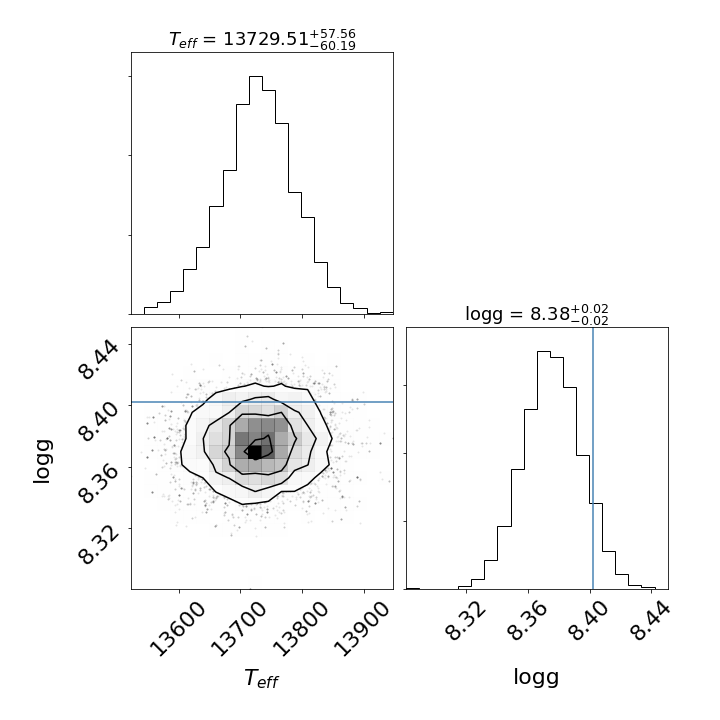 T_eff = 13729.51 +57.56 −60.19
logg = 8.38 +0.02 −0.02
8.44
8.40
8.36
8.32
logg
13600 13700 13800 13900
T_eff
8.32 8.36 8.40 8.44
logg